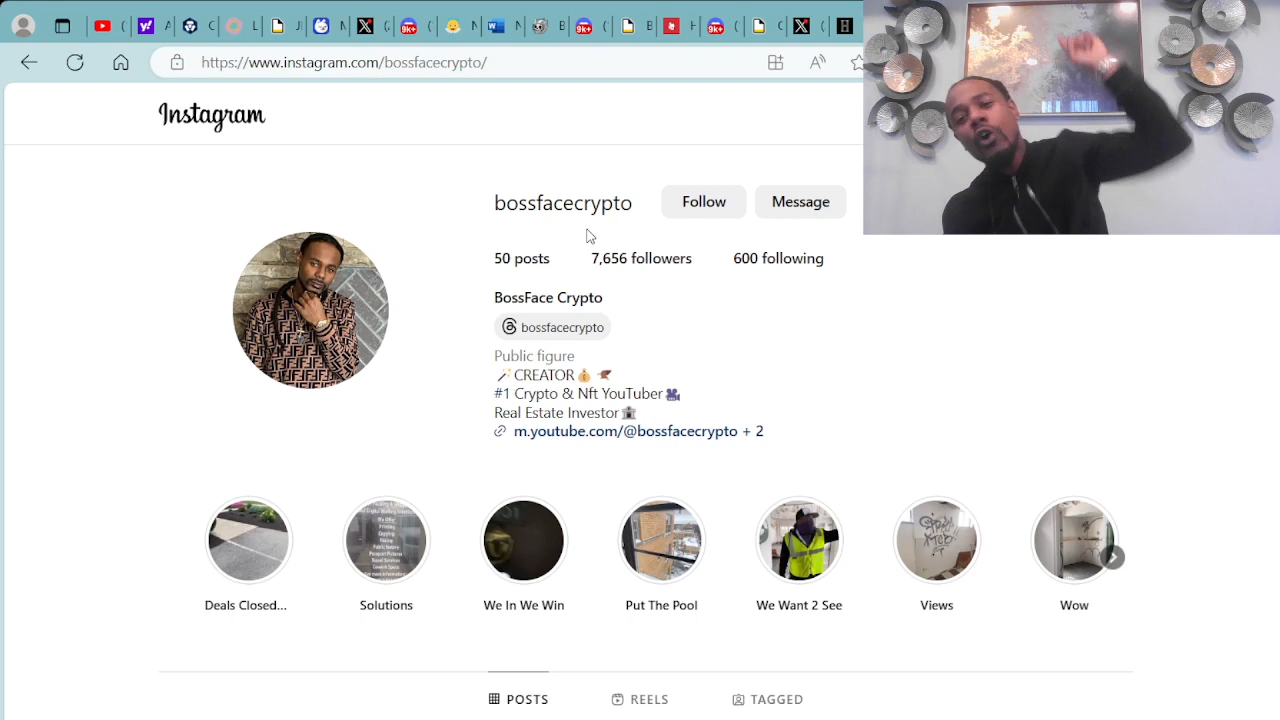 https://www.instagram.com/bossfacecrypto/
Instagram
bossfacecrypto
Follow
Message
50 posts
7,656 followers
600 following
BossFace Crypto
bossfacecrypto
Public figure
CREATOR
#1 Crypto & Nft YouTuber
Real Estate Investor
m.youtube.com/@bossfacecrypto + 2
Deals Closed...
Solutions
We In We Win
Put The Pool
We Want 2 See
Views
Wow
POSTS
REELS
TAGGED